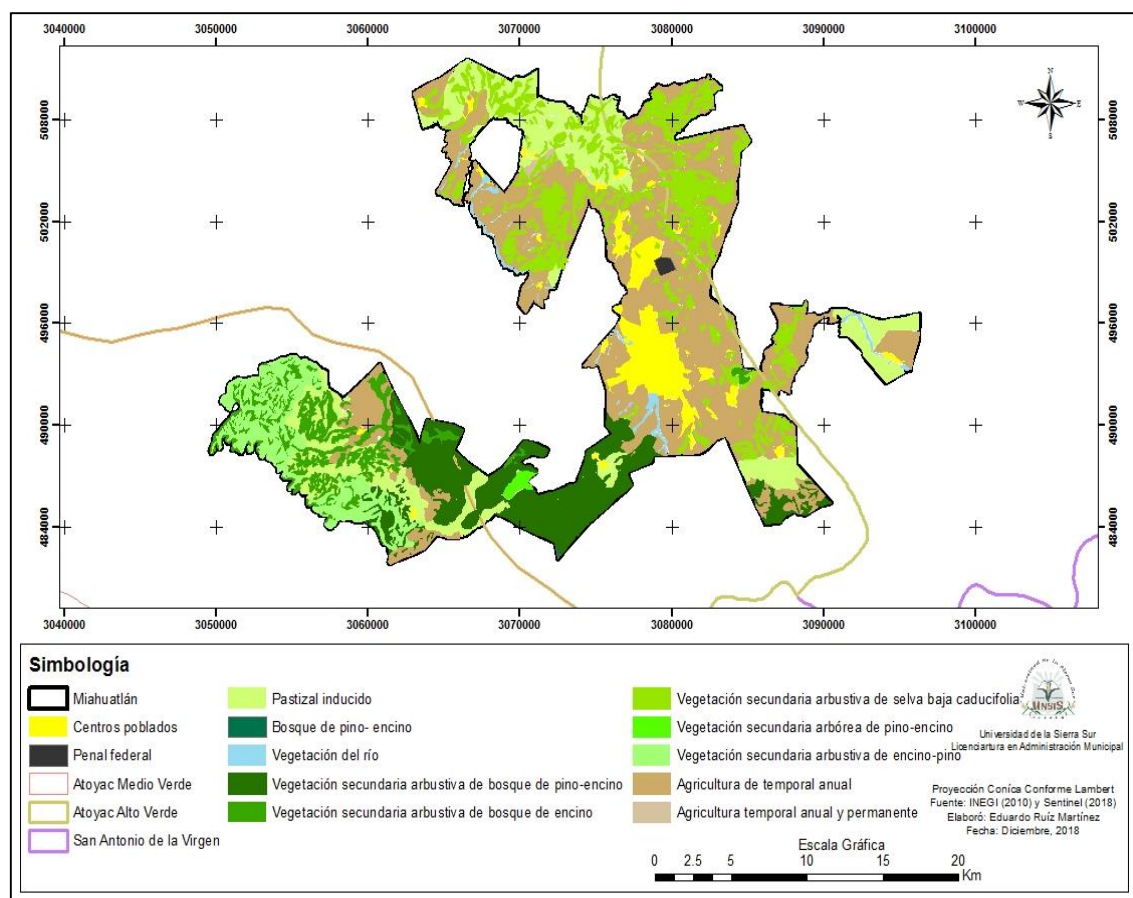 3040000 3050000 3060000 3070000 3080000 3090000 3100000
508000 508000
502000 502000
496000 496000
490000 490000
484000 484000
N
W E
S
3040000 3050000 3060000 3070000 3080000 3090000 3100000
Simbología
Miahuatlán
Centros poblados
Penal federal
Atoyac Medio Verde
Atoyac Alto Verde
San Antonio de la Virgen
Pastizal inducido
Bosque de pino- encino
Vegetación del río
Vegetación secundaria arbustiva de bosque de pino-encino
Vegetación secundaria arbustiva de bosque de encino
Vegetación secundaria arbustiva de selva baja caducifolia
Vegetación secundaria arbórea de pino-encino
Vegetación secundaria arbustiva de encino-pino
Agricultura de temporal anual
Agricultura temporal anual y permanente
UNSIS
Universidad de la Sierra Sur
Licenciartura en Administración Municipal
Proyección Coníca Conforme Lambert
Fuente: INEGI (2010) y Sentinel (2018)
Elaboró: Eduardo Ruíz Martínez
Fecha: Diciembre, 2018
Escala Gráfica
0 2.5 5 10 15 20
Km